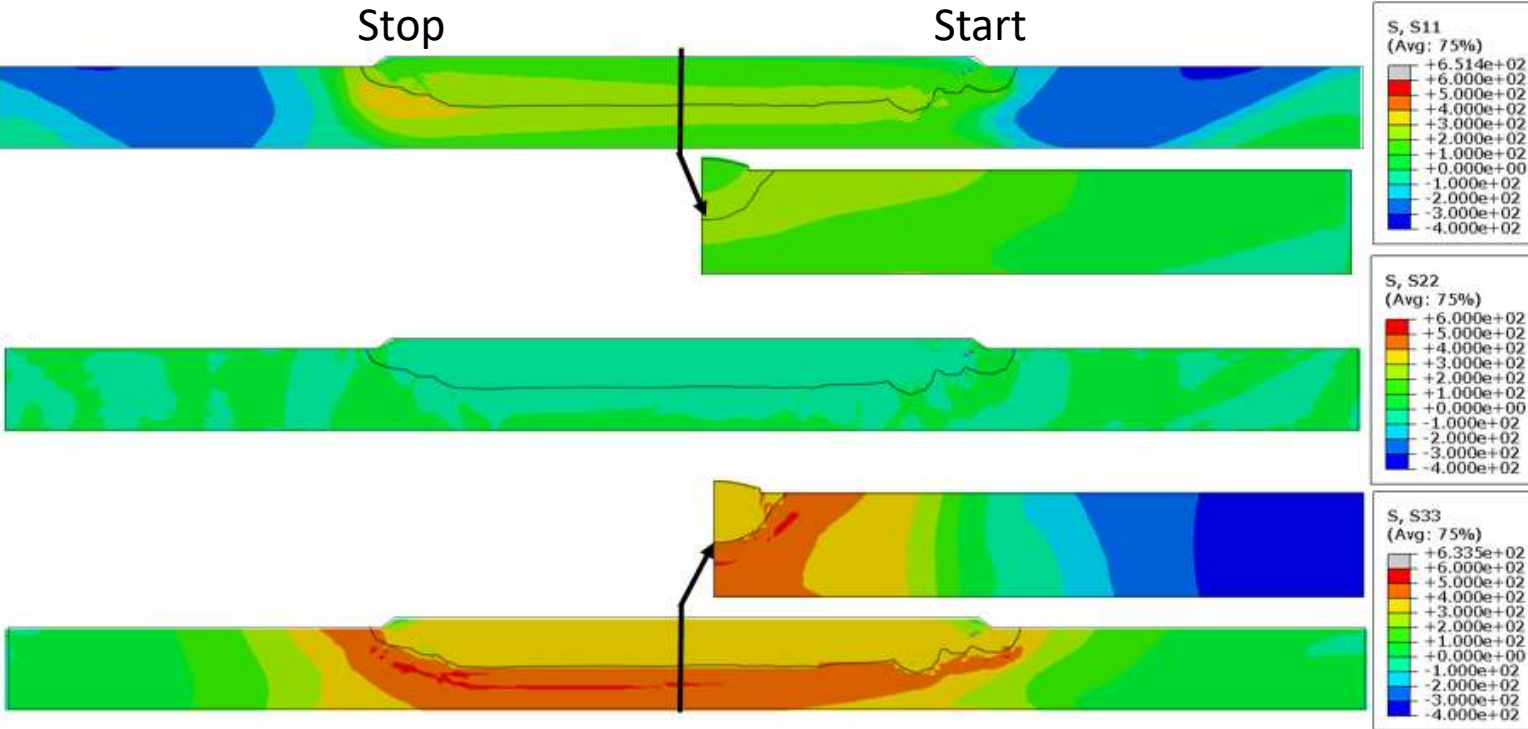 Stop
Start
S, S11
(Avg: 75%)
+6.514e+02
+6.000e+02
+5.000e+02
+4.000e+02
+3.000e+02
+2.000e+02
+1.000e+02
+0.000e+00
-1.000e+02
-2.000e+02
-3.000e+02
-4.000e+02
S, S22
(Avg: 75%)
+6.000e+02
+5.000e+02
+4.000e+02
+3.000e+02
+2.000e+02
+1.000e+02
+0.000e+00
-1.000e+02
-2.000e+02
-3.000e+02
-4.000e+02
S, S33
(Avg: 75%)
+6.335e+02
+6.000e+02
+5.000e+02
+4.000e+02
+3.000e+02
+2.000e+02
+1.000e+02
+0.000e+00
-1.000e+02
-2.000e+02
-3.000e+02
-4.000e+02